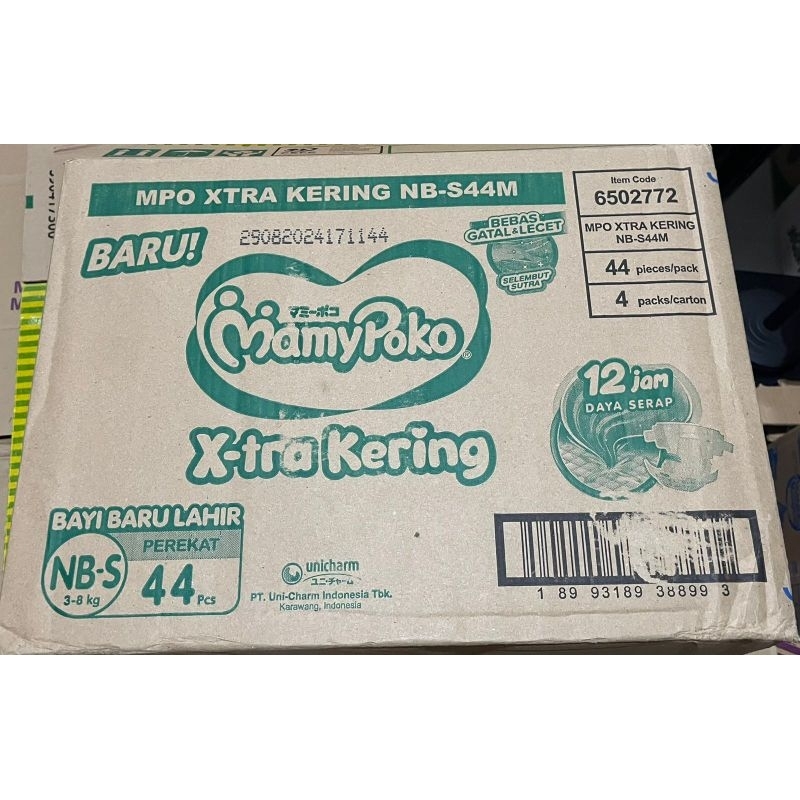 MPO XTRA KERING NB-S44M
Item Code
6502772
MPO XTRA KERING
NB-S44M
44 pieces/pack
4 packs/carton
BARU!
29082024171144
BEBAS
GATAL & LECET
SELEMBUT
SUTRA
マミーポコ
MamyPoko®
X-tra Kering
12 jam
DAYA SERAP
BAYI BARU LAHIR
NB-S
3-8 kg
PEREKAT
44 Pcs
unicharm
ユニ・チャーム
PT. Uni-Charm Indonesia Tbk.
Karawang, Indonesia
1 89 93189 38899 3